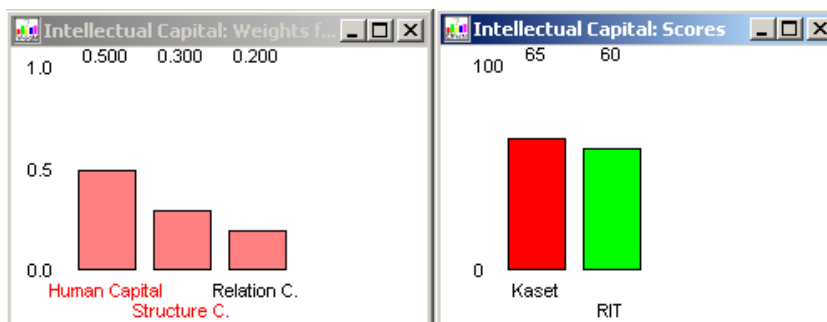 Intellectual Capital: Weights f...
0.500 0.300 0.200
1.0
0.5
0.0
Human Capital Relation C.
Structure C.
Intellectual Capital: Scores
65 60
100
0
Kaset
RIT